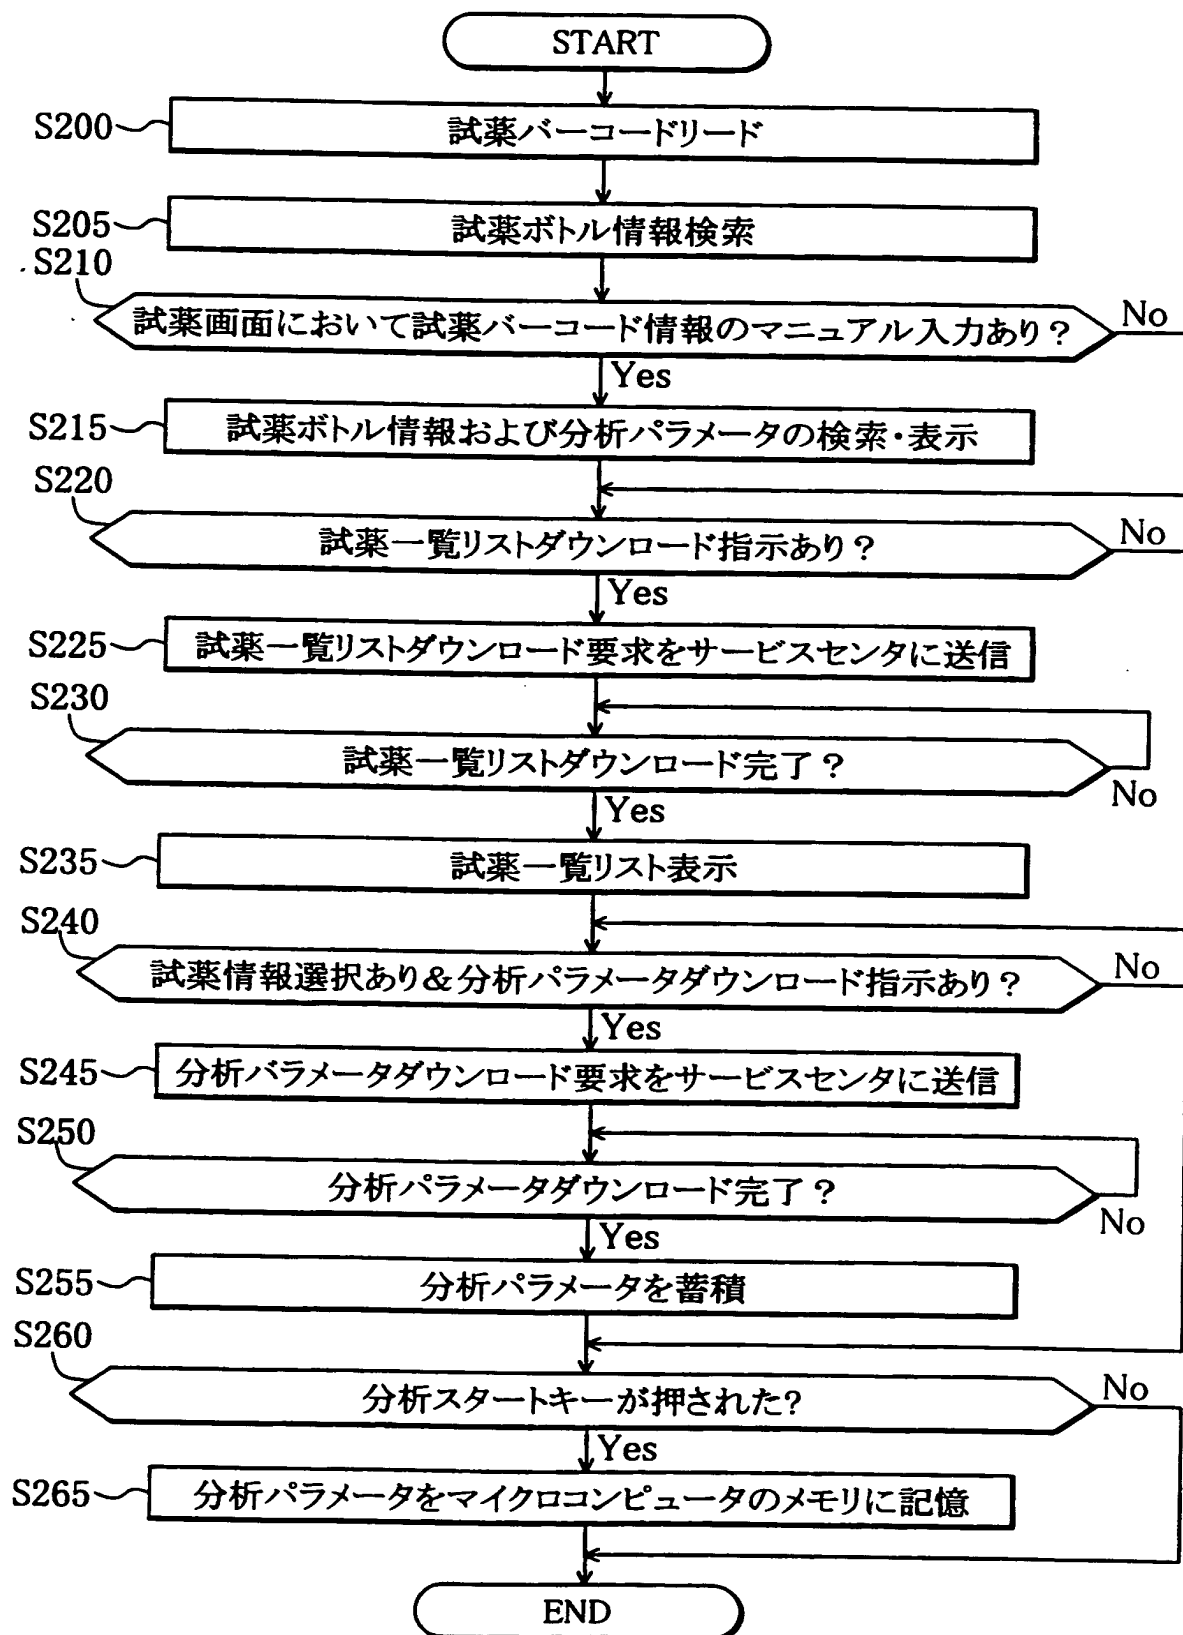 START
S200
試薬バーコードリード
S205
試薬ボトル情報検索
S210
試薬画面において試薬バーコード情報のマニュアル入力あり?
No
Yes
S215
試薬ボトル情報および分析パラメータの検索・表示
S220
試薬一覧リストダウンロード指示あり?
No
Yes
S225
試薬一覧リストダウンロード要求をサービスセンタに送信
S230
試薬一覧リストダウンロード完了?
No
Yes
S235
試薬一覧リスト表示
S240
試薬情報選択あり&分析パラメータダウンロード指示あり?
No
Yes
S245
分析パラメータダウンロード要求をサービスセンタに送信
S250
分析パラメータダウンロード完了?
No
Yes
S255
分析パラメータを蓄積
S260
分析スタートキーが押された?
No
Yes
S265
分析パラメータをマイクロコンピュータのメモリに記憶
END